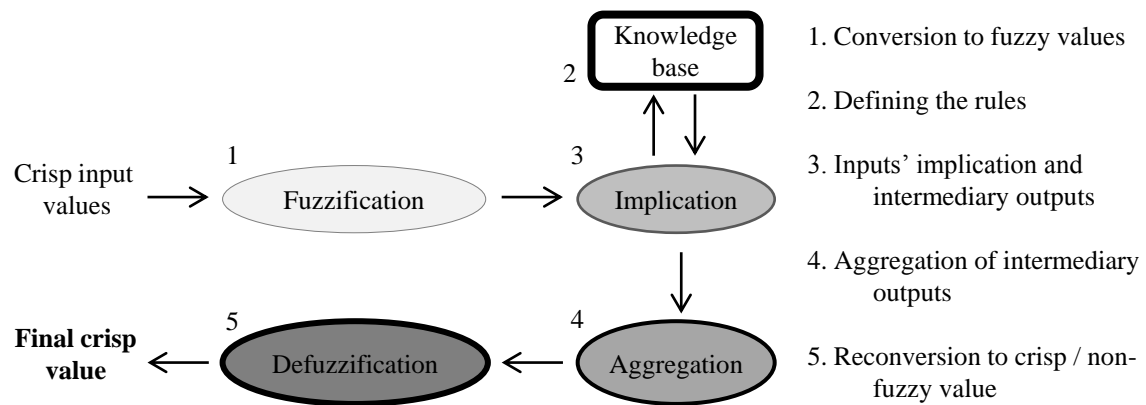 Knowledge
base
2
1
Crisp input
values
Fuzzification
3
Implication
Final crisp
value
5
Defuzzification
4
Aggregation
1. Conversion to fuzzy values
2. Defining the rules
3. Inputs’ implication and
intermediary outputs
4. Aggregation of intermediary
outputs
5. Reconversion to crisp / non-
fuzzy value